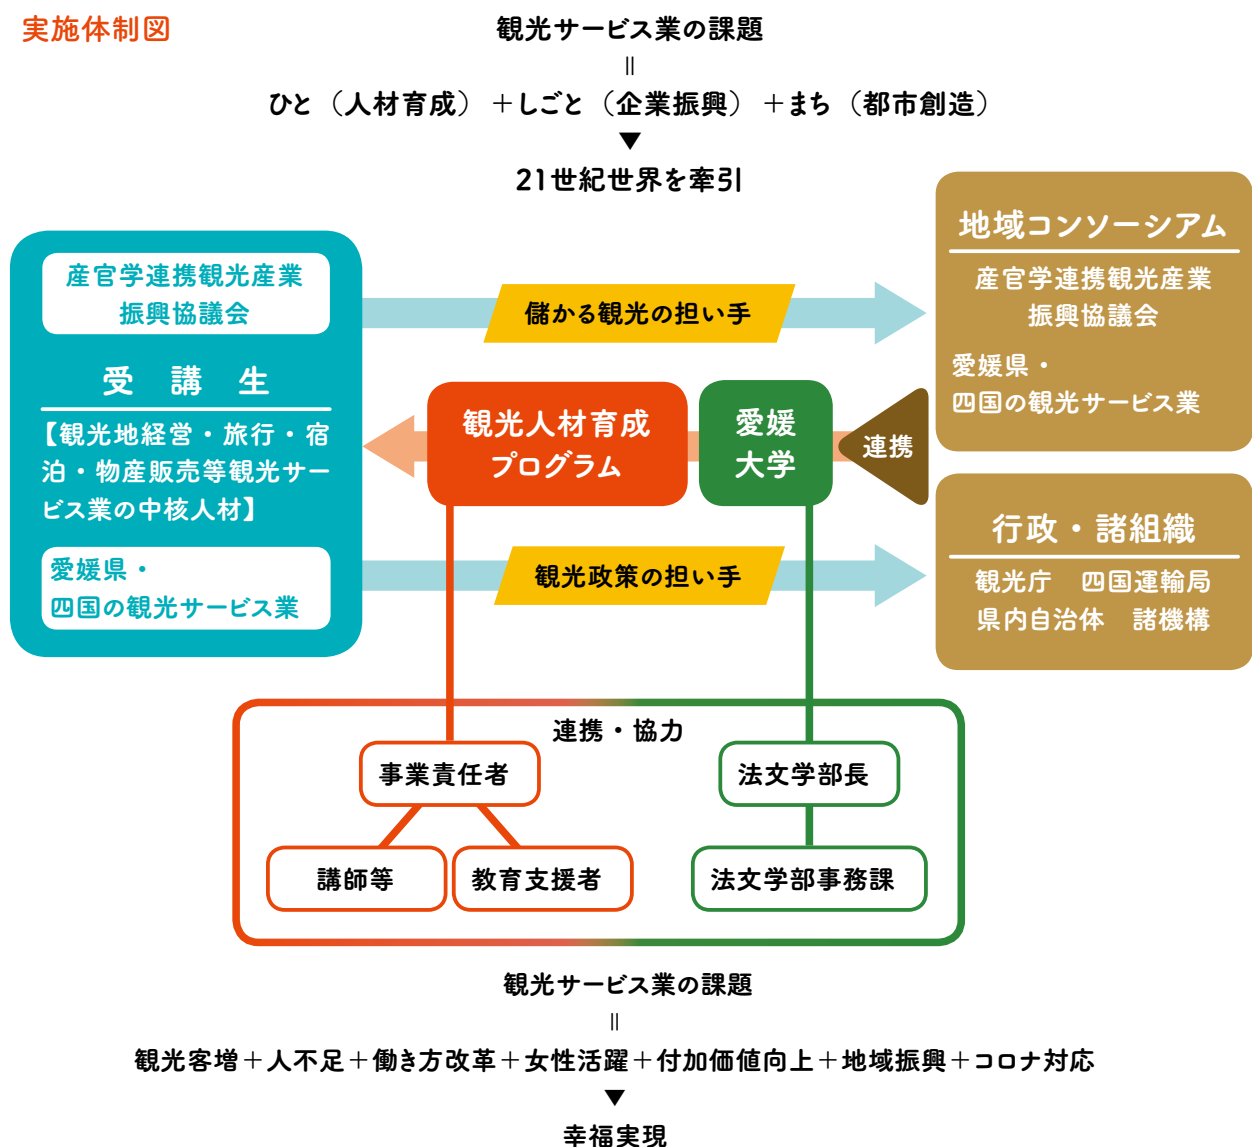 実施体制図
観光サービス業の課題
||
ひと（人材育成）＋しごと（企業振興）＋まち（都市創造）
▼
21世紀世界を牽引
産官学連携観光産業
振興協議会
受　講　生
【観光地経営・旅行・宿
泊・物産販売等観光サー
ビス業の中核人材】
愛媛県・
四国の観光サービス業
儲かる観光の担い手
観光人材育成
プログラム
愛媛
大学
連携
観光政策の担い手
地域コンソーシアム
産官学連携観光産業
振興協議会
愛媛県・
四国の観光サービス業
行政・諸組織
観光庁　四国運輸局
県内自治体　諸機構
連携・協力
事業責任者
法文学部長
講師等
教育支援者
法文学部事務課
観光サービス業の課題
||
観光客増＋人不足＋働き方改革＋女性活躍＋付加価値向上＋地域振興＋コロナ対応
▼
幸福実現